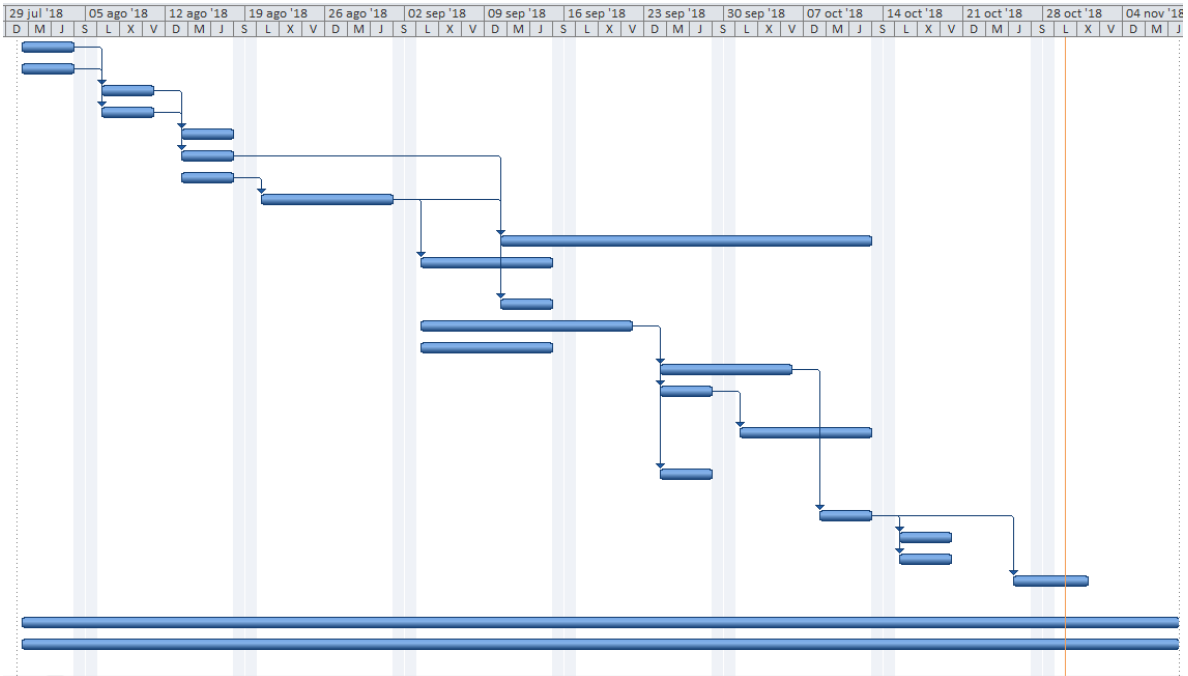 29 jul '18 05 ago '18 12 ago '18 19 ago '18 26 ago '18 02 sep '18 09 sep '18 16 sep '18 23 sep '18 30 sep '18 07 oct '18 14 oct '18 21 oct '18 28 oct '18 04 nov '18
D M J S L X V D M J S L X V D M J S L X V D M J S L X V D M J S L X V D M J S L X V D M J S L X V D M J